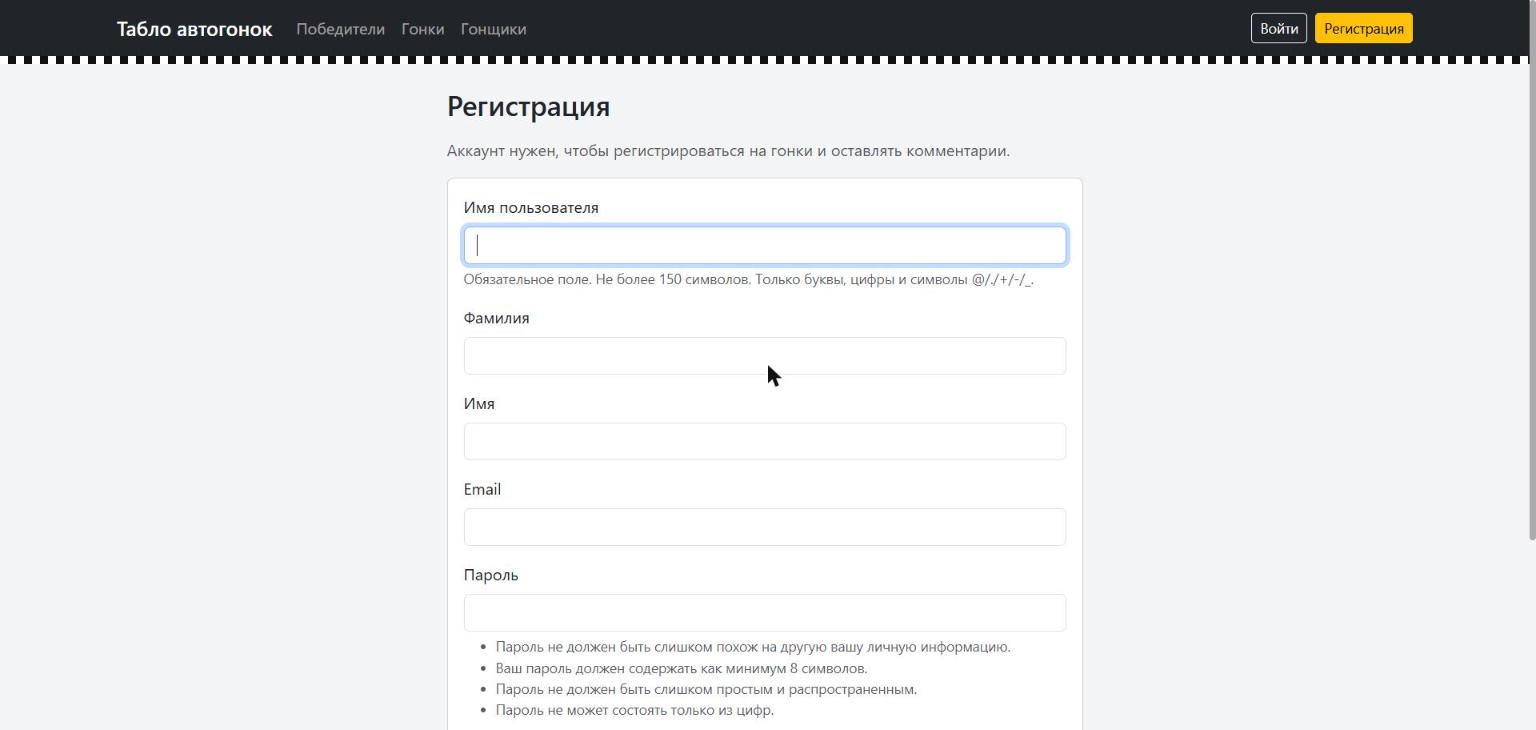 Табло автогонок Победители Гонки Гонщики Войти Регистрация
Регистрация
Аккаунт нужен, чтобы регистрироваться на гонки и оставлять комментарии.
Имя пользователя
Обязательное поле. Не более 150 символов. Только буквы, цифры и символы @/./+/-/_.
Фамилия
Имя
Email
Пароль
Пароль не должен быть слишком похож на другую вашу личную информацию.
Ваш пароль должен содержать как минимум 8 символов.
Пароль не должен быть слишком простым и распространенным.
Пароль не может состоять только из цифр.